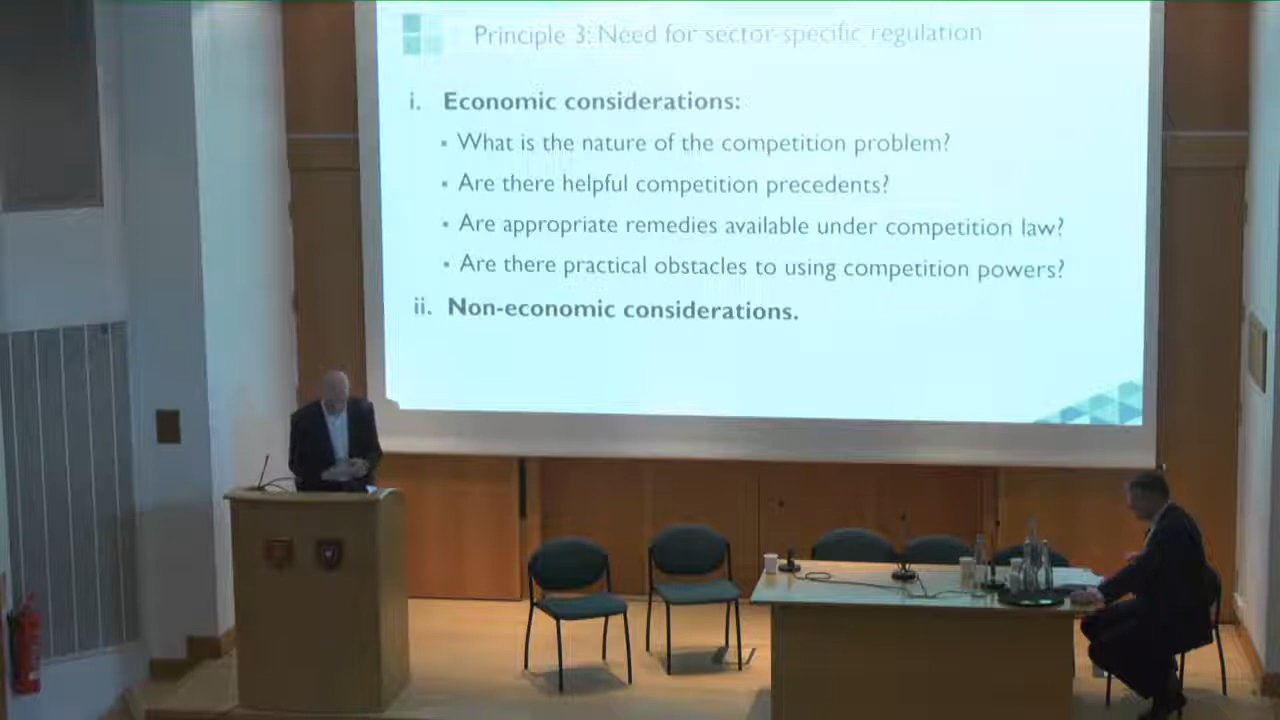 Principle 3: Need for sector-specific regulation
i. Economic considerations:
▪ What is the nature of the competition problem?
▪ Are there helpful competition precedents?
▪ Are appropriate remedies available under competition law?
▪ Are there practical obstacles to using competition powers?
ii. Non-economic considerations.